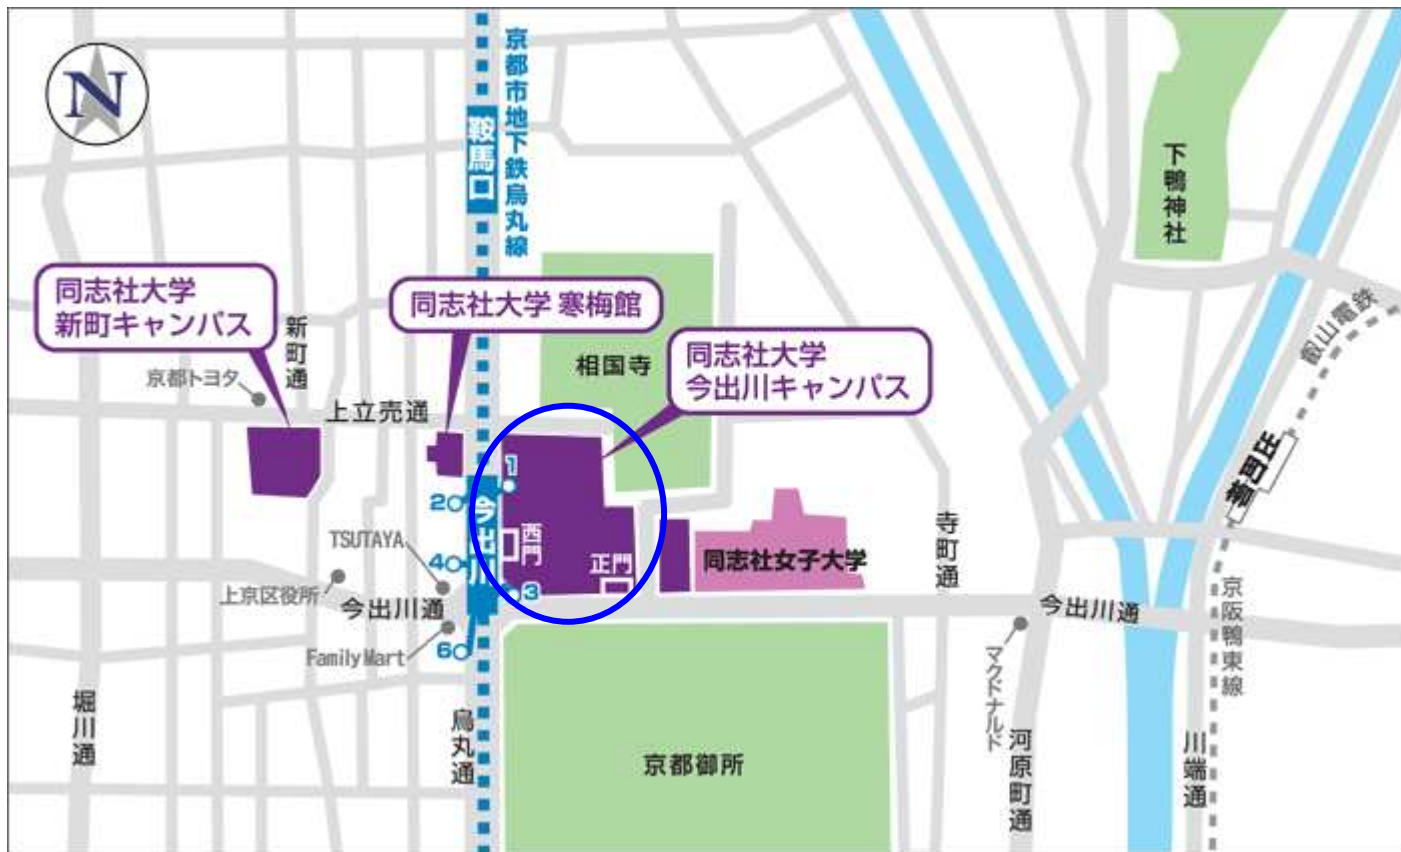 N
京都市地下鉄烏丸線
鞍馬口
下鴨神社
同志社大学
新町キャンパス
新町通
同志社大学 寒梅館
相国寺
同志社大学
今出川キャンパス
叡山電鉄
京都トヨタ
上立売通
出町柳
1
2
今出川
西門
正門
同志社女子大学
寺町通
TSUTAYA
4
3
上京区役所
今出川通
今出川通
京阪鴨東線
FamilyMart
6
マクドナルド
堀川通
烏丸通
京都御所
河原町通
川端通